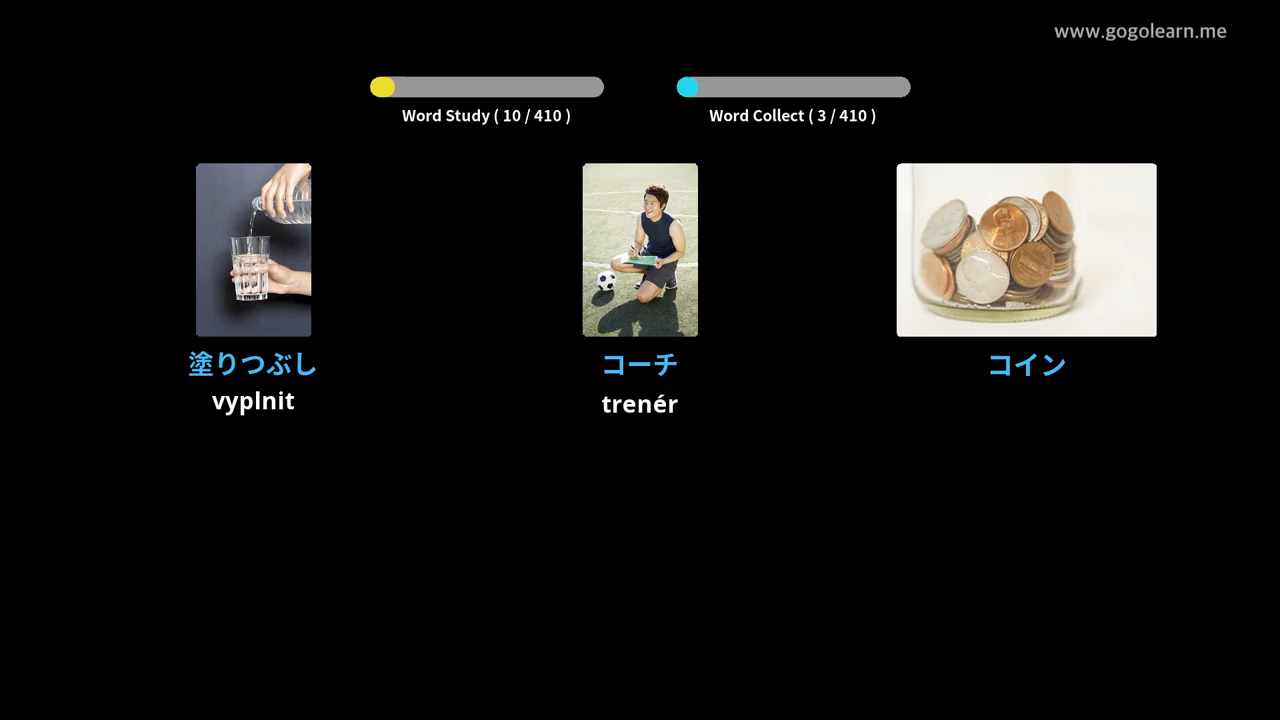 www.gogolearn.me
Word Study ( 10 / 410 )
Word Collect ( 3 / 410 )
塗りつぶし
コーチ
コイン
vyplnit
trenér